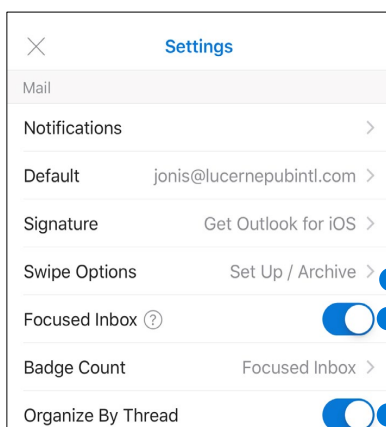 Settings
Mail
Notifications
Default jonis@lucernepubintl.com
Signature Get Outlook for iOS
Swipe Options Set Up / Archive
Focused Inbox ?
Badge Count Focused Inbox
Organize By Thread